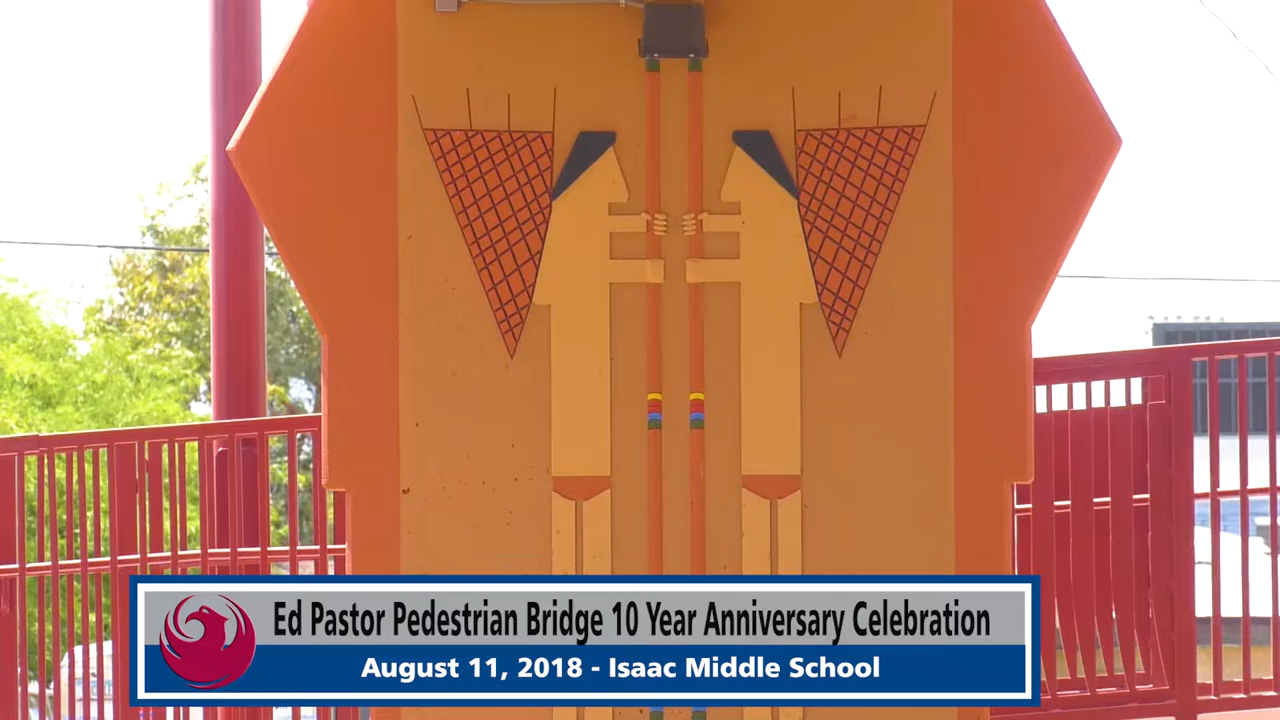 Ed Pastor Pedestrian Bridge 10 Year Anniversary Celebration
August 11, 2018 - Isaac Middle School